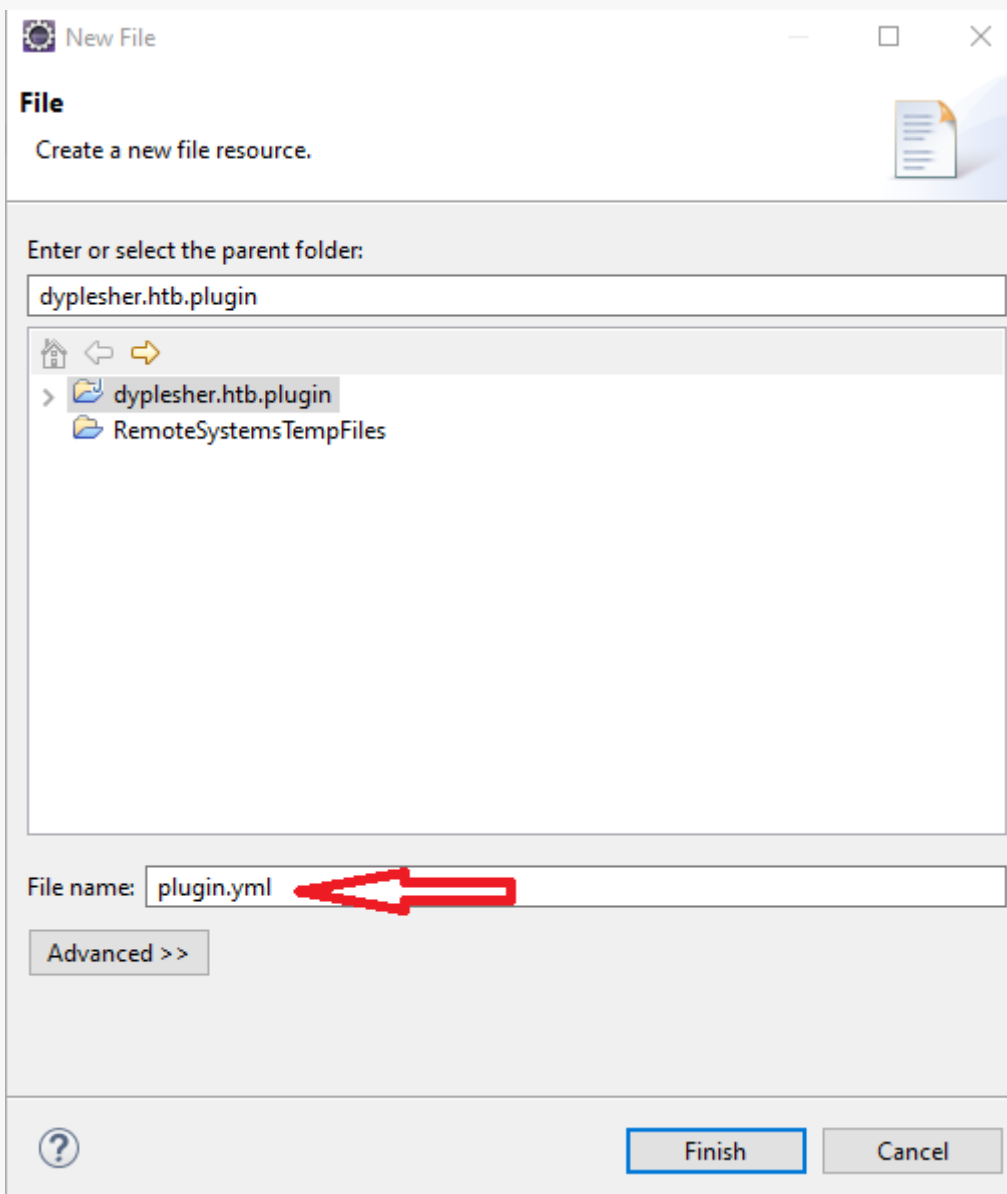 New File
File
Create a new file resource.
Enter or select the parent folder:
dyplesher.htb.plugin
dyplesher.htb.plugin
RemoteSystemsTempFiles
File name: plugin.yml
Advanced >>
? Finish Cancel